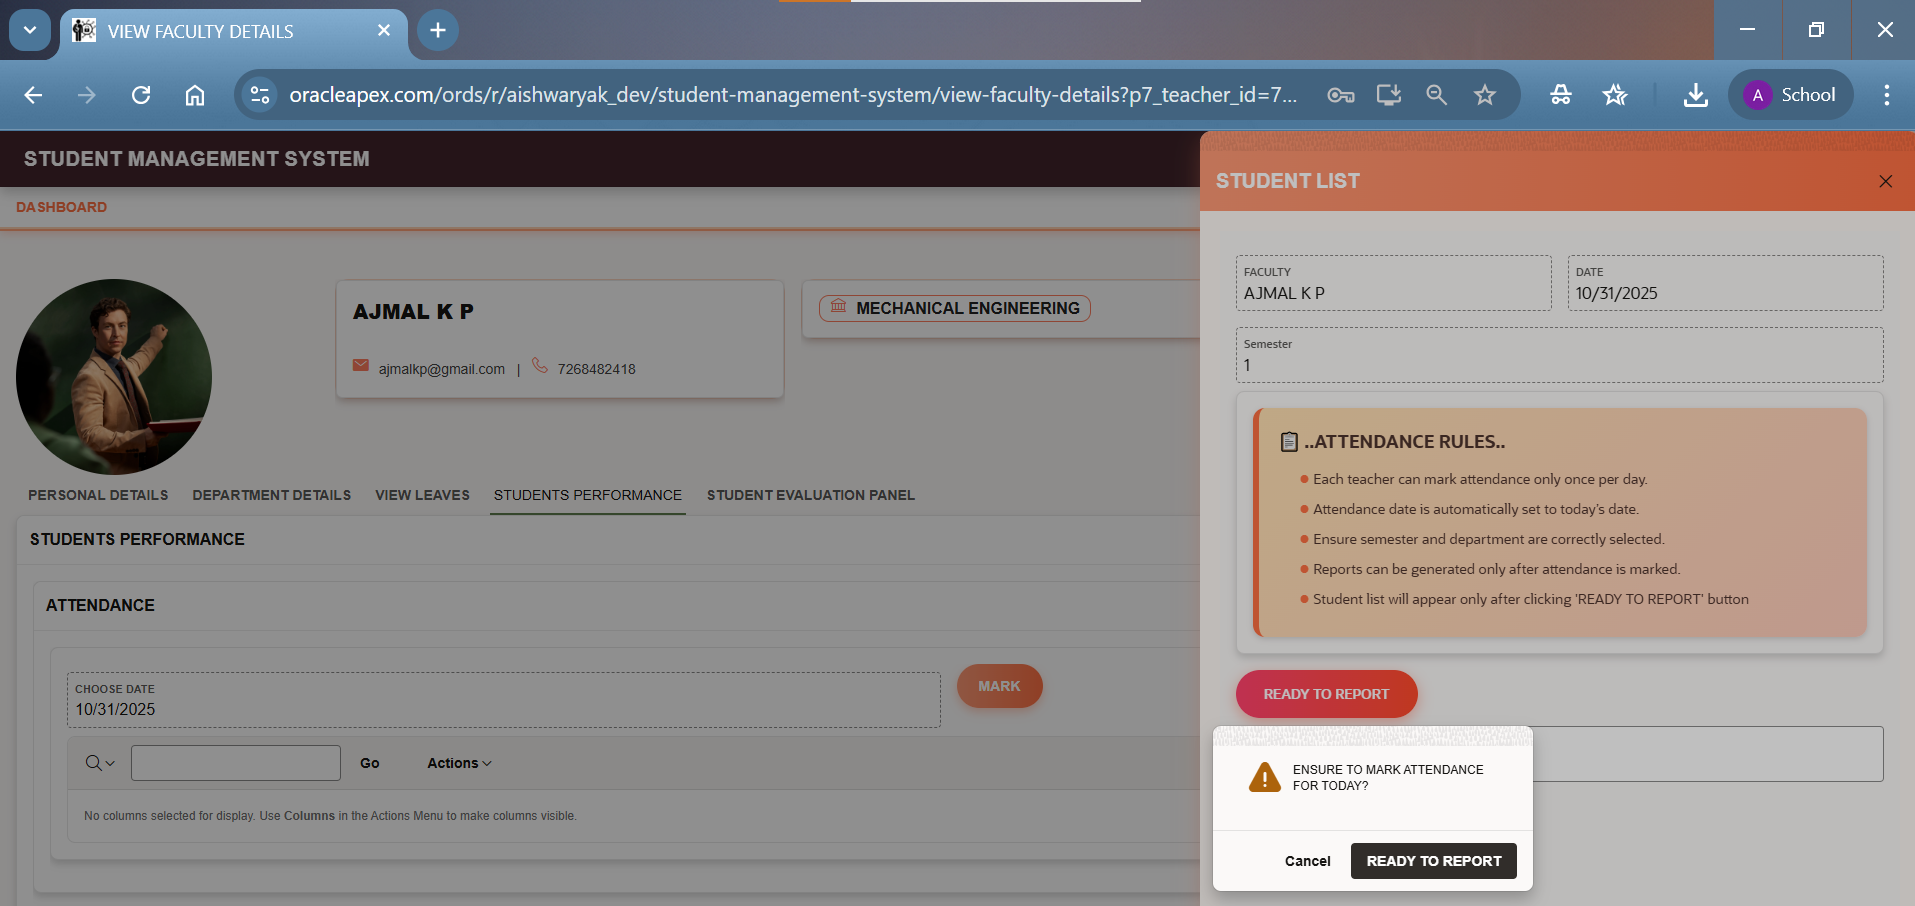 VIEW FACULTY DETAILS
oracleapex.com/ords/r/aishwaryak_dev/student-management-system/view-faculty-details?p7_teacher_id=7...
A School
STUDENT MANAGEMENT SYSTEM
DASHBOARD
AJMAL K P
ajmalkp@gmail.com | 7268482418
MECHANICAL ENGINEERING
PERSONAL DETAILS DEPARTMENT DETAILS VIEW LEAVES STUDENTS PERFORMANCE STUDENT EVALUATION PANEL
STUDENTS PERFORMANCE
ATTENDANCE
CHOOSE DATE
10/31/2025
MARK
Go Actions
No columns selected for display. Use Columns in the Actions Menu to make columns visible.
STUDENT LIST
FACULTY
AJMAL K P
DATE
10/31/2025
Semester
1
..ATTENDANCE RULES..
Each teacher can mark attendance only once per day.
Attendance date is automatically set to today's date.
Ensure semester and department are correctly selected.
Reports can be generated only after attendance is marked.
Student list will appear only after clicking 'READY TO REPORT' button
READY TO REPORT
ENSURE TO MARK ATTENDANCE
FOR TODAY?
Cancel READY TO REPORT